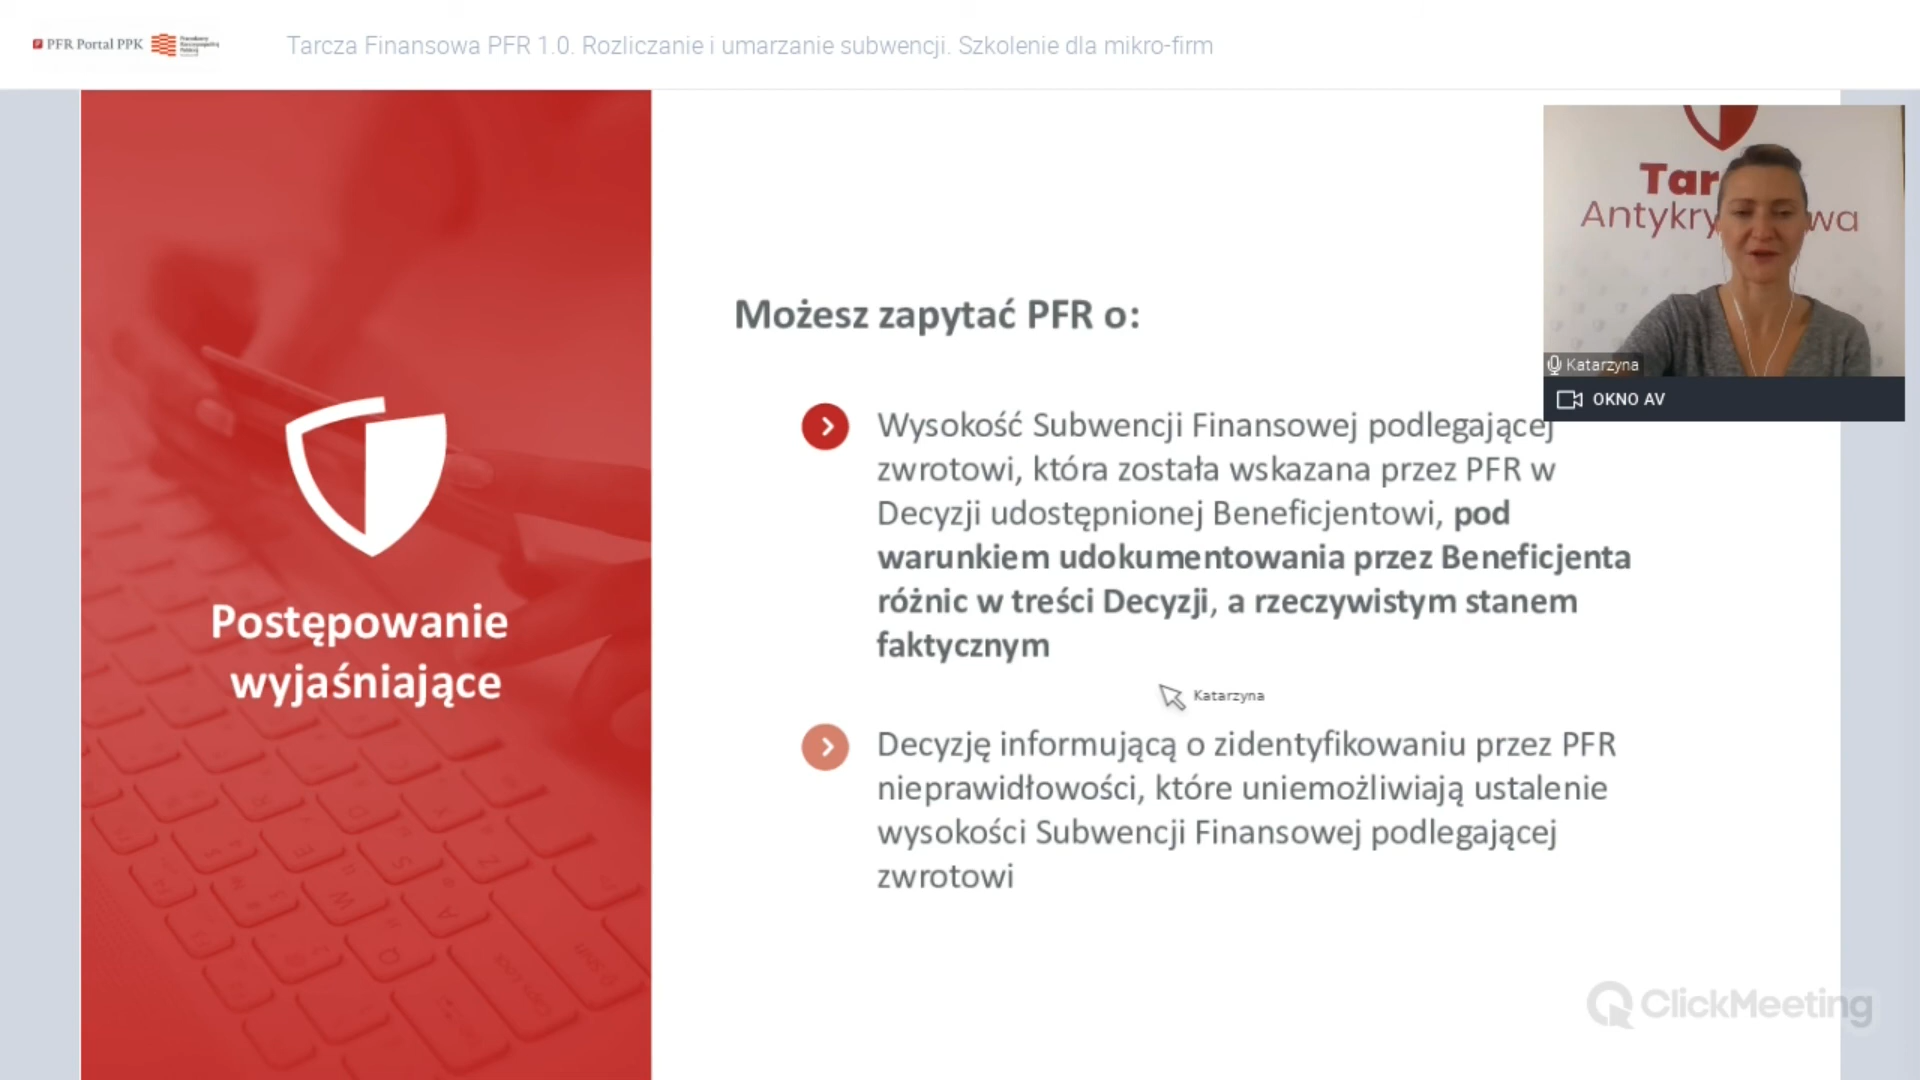 PFR Portal PPK
Tarcza Finansowa PFR 1.0. Rozliczanie i umarzanie subwencji. Szkolenie dla mikro-firm
Tar
Antykry wa
Katarzyna
OKNO AV
Postępowanie
wyjaśniające
Możesz zapytać PFR o:
Wysokość Subwencji Finansowej podlegającej
zwrotowi, która została wskazana przez PFR w
Decyzji udostępnionej Beneficjentowi, pod
warunkiem udokumentowania przez Beneficjenta
różnic w treści Decyzji, a rzeczywistym stanem
faktycznym
Katarzyna
Decyzję informującą o zidentyfikowaniu przez PFR
nieprawidłowości, które uniemożliwiają ustalenie
wysokości Subwencji Finansowej podlegającej
zwrotowi
ClickMeeting